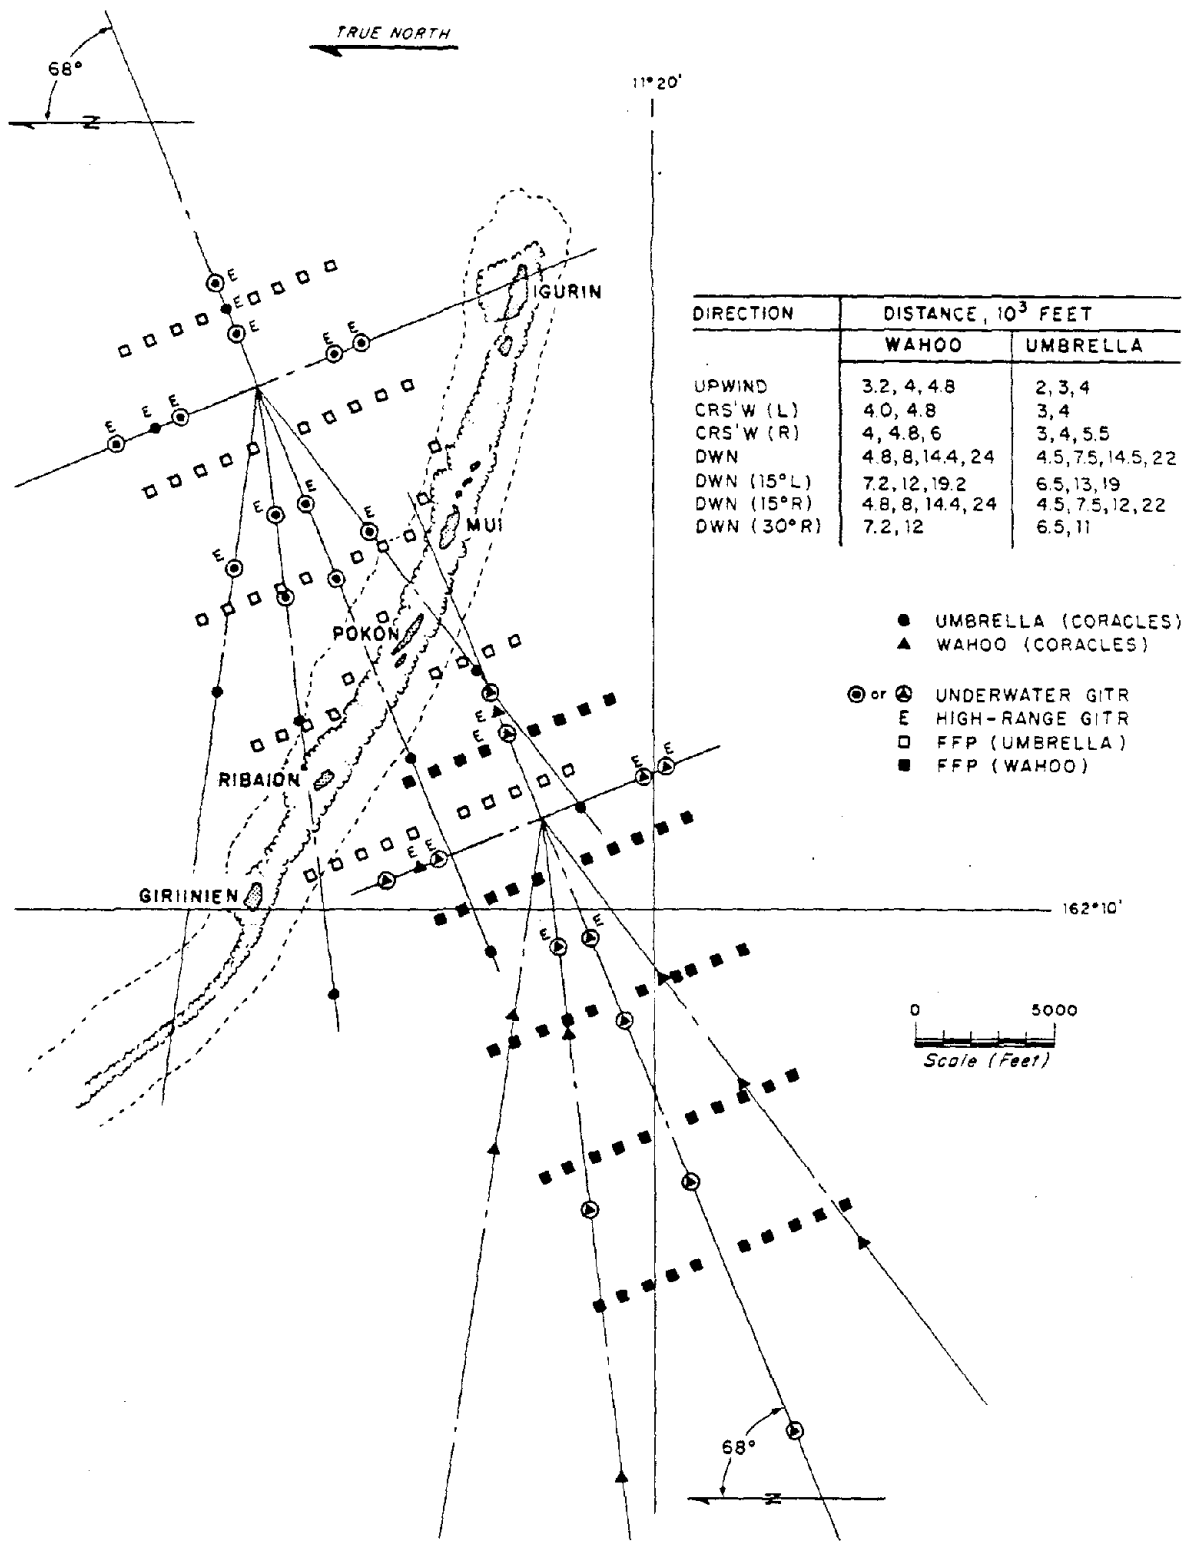 TRUE NORTH
68°
N
11°20'
E
E
E
E
E
E
E
E
IGURIN
DIRECTION DISTANCE, 10³ FEET
WAHOO UMBRELLA
UPWIND 3.2, 4, 4.8 2, 3, 4
CRS'W (L) 4.0, 4.8 3, 4
CRS'W (R) 4, 4.8, 6 3, 4, 5.5
DWN 4.8, 8, 14.4, 24 4.5, 7.5, 14.5, 22
DWN (15°L) 7.2, 12, 19.2 6.5, 13, 19
DWN (15°R) 4.8, 8, 14.4, 24 4.5, 7.5, 12, 22
DWN (30°R) 7.2, 12 6.5, 11
E
E
E
E
MUI
POKON
UMBRELLA (CORACLES)
WAHOO (CORACLES)
or UNDERWATER GITR
E HIGH-RANGE GITR
FFP (UMBRELLA)
FFP (WAHOO)
E
E
E
E
RIBAION
E
E
GIRIINIEN
162°10'
E
E
0 5000
Scale (Feet)
68°
N